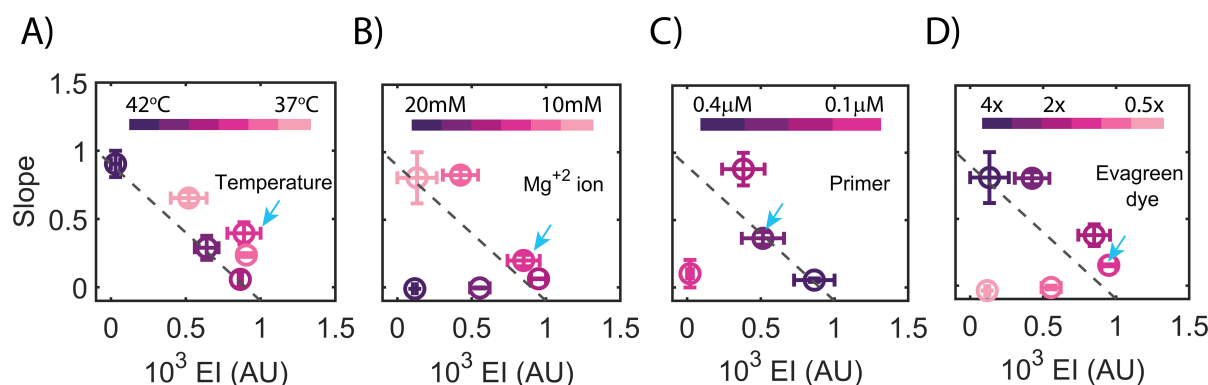 A)
B)
C)
D)
Slope
1.5
1
0.5
0
42°C 37°C
Temperature
0 0.5 1 1.5
10³ EI (AU)
20mM 10mM
Mg⁺² ion
0 0.5 1 1.5
10³ EI (AU)
0.4μM 0.1μM
Primer
0 0.5 1 1.5
10³ EI (AU)
4x 2x 0.5x
Evagreen
dye
0 0.5 1 1.5
10³ EI (AU)